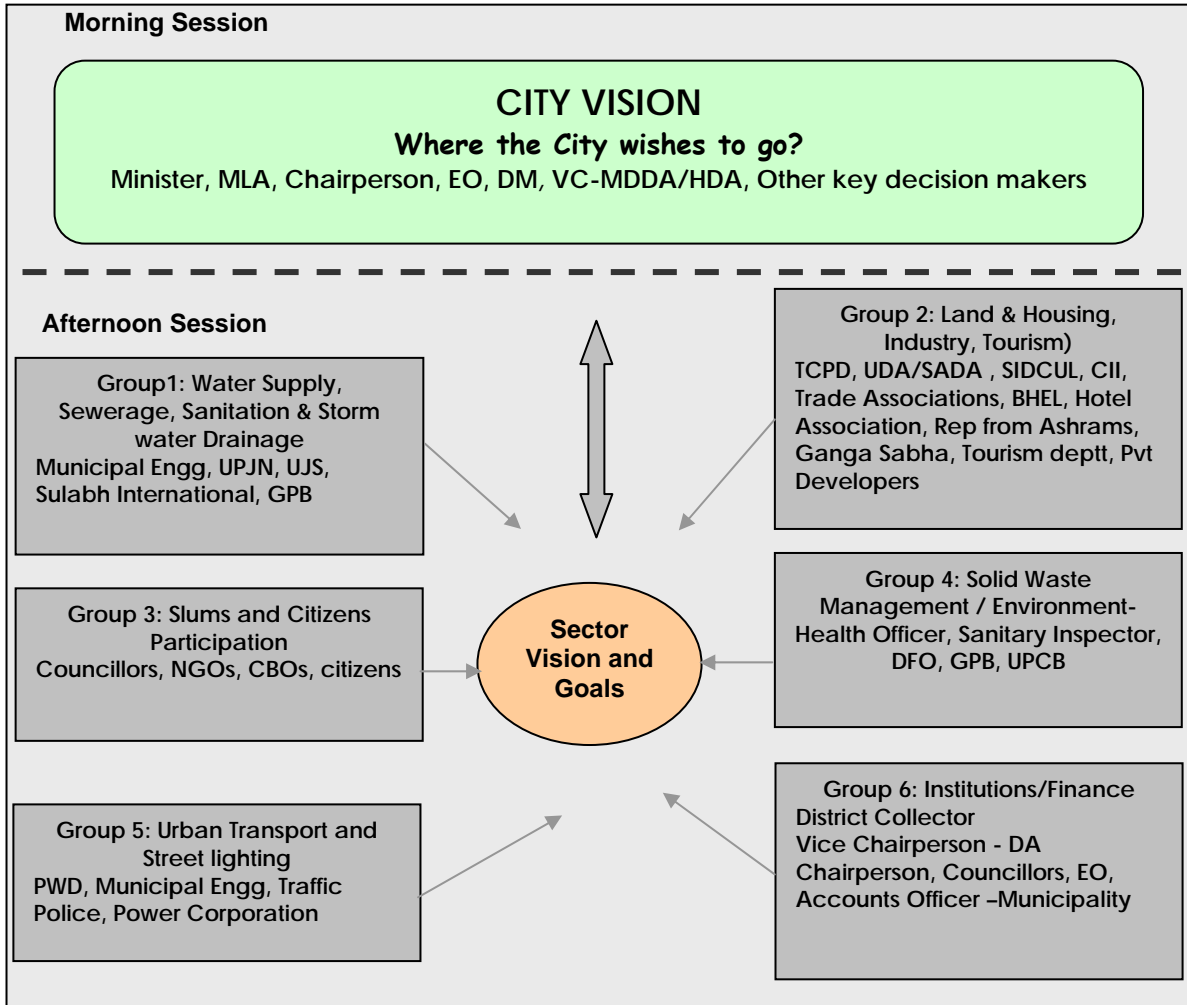 Morning Session
CITY VISION
Where the City wishes to go?
Minister, MLA, Chairperson, EO, DM, VC-MDDA/HDA, Other key decision makers
Afternoon Session
Group1: Water Supply,
Sewerage, Sanitation & Storm
water Drainage
Municipal Engg, UPJN, UJS,
Sulabh International, GPB
Group 2: Land & Housing,
Industry, Tourism)
TCPD, UDA/SADA , SIDCUL, CII,
Trade Associations, BHEL, Hotel
Association, Rep from Ashrams,
Ganga Sabha, Tourism deptt, Pvt
Developers
Group 3: Slums and Citizens
Participation
Councillors, NGOs, CBOs, citizens
Sector
Vision and
Goals
Group 4: Solid Waste
Management / Environment-
Health Officer, Sanitary Inspector,
DFO, GPB, UPCB
Group 5: Urban Transport and
Street lighting
PWD, Municipal Engg, Traffic
Police, Power Corporation
Group 6: Institutions/Finance
District Collector
Vice Chairperson - DA
Chairperson, Councillors, EO,
Accounts Officer –Municipality